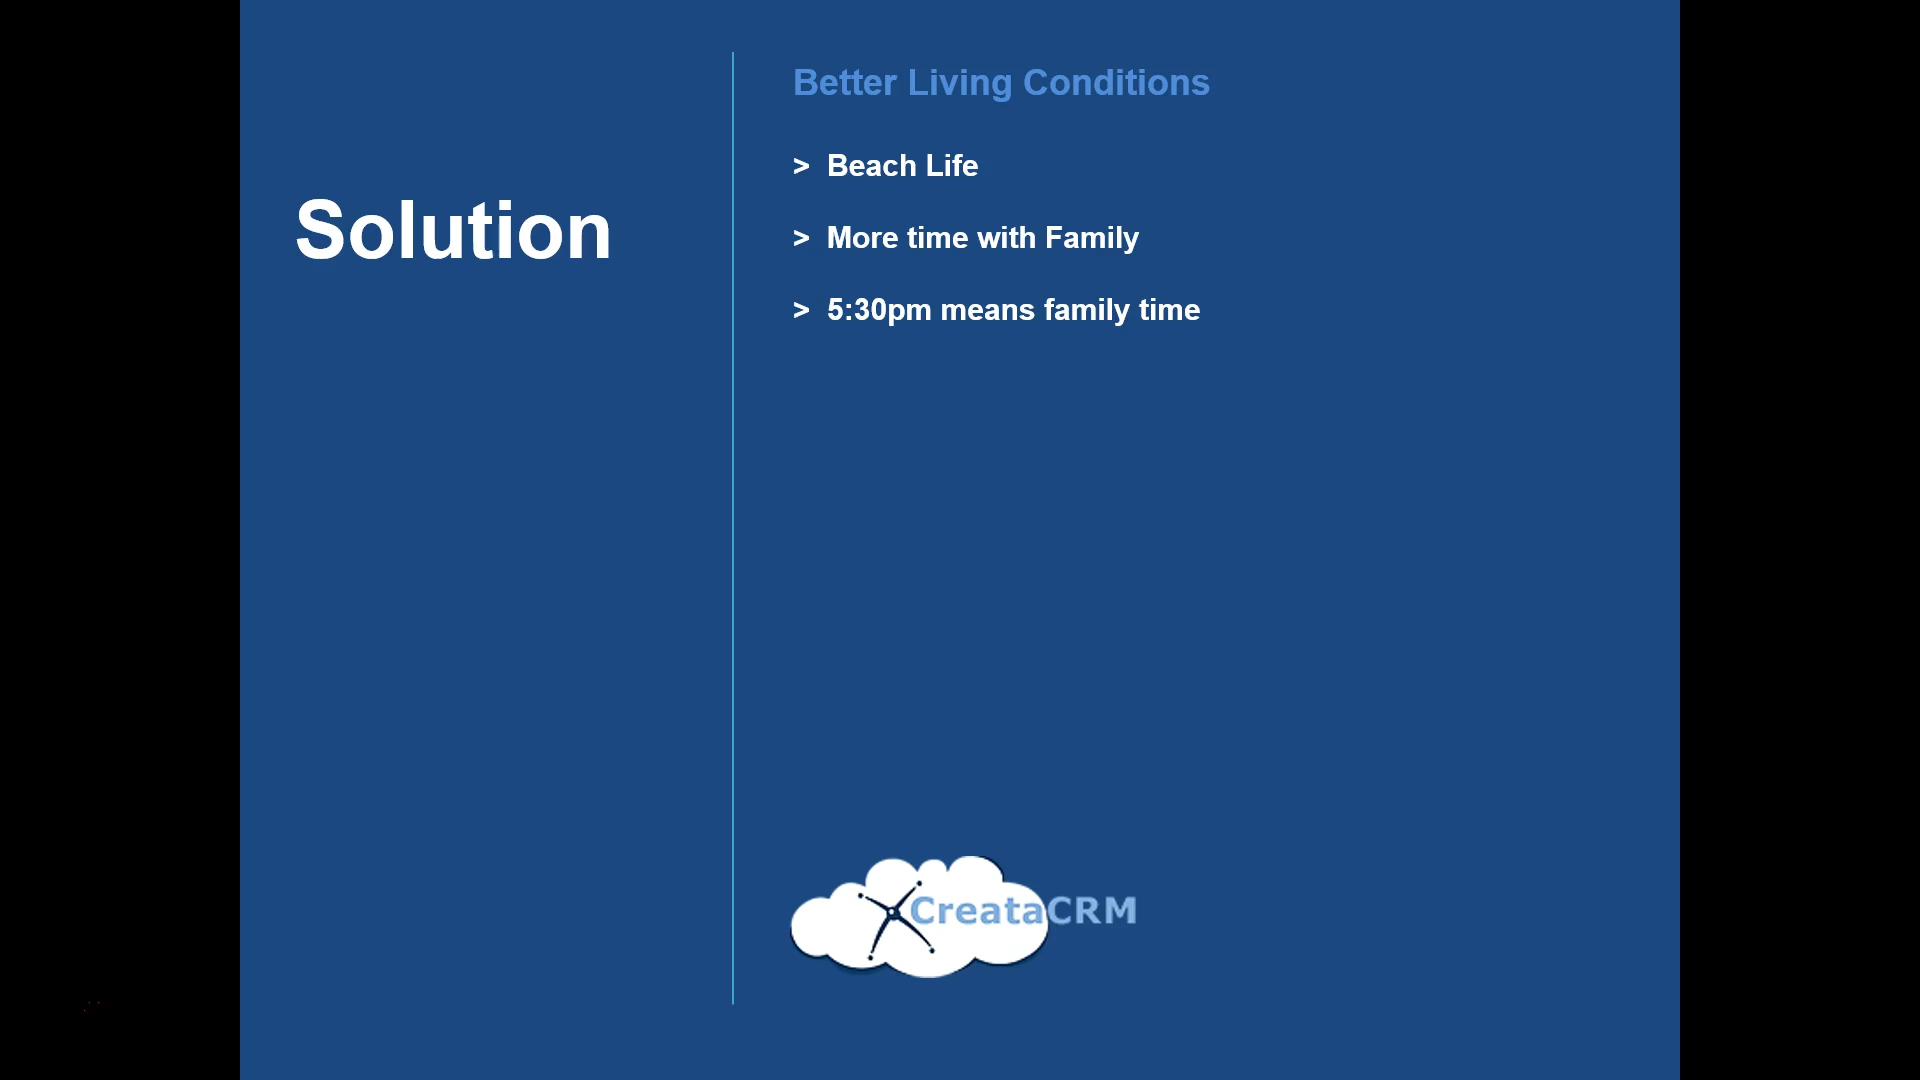 Solution
Better Living Conditions
> Beach Life
> More time with Family
> 5:30pm means family time
CreataCRM